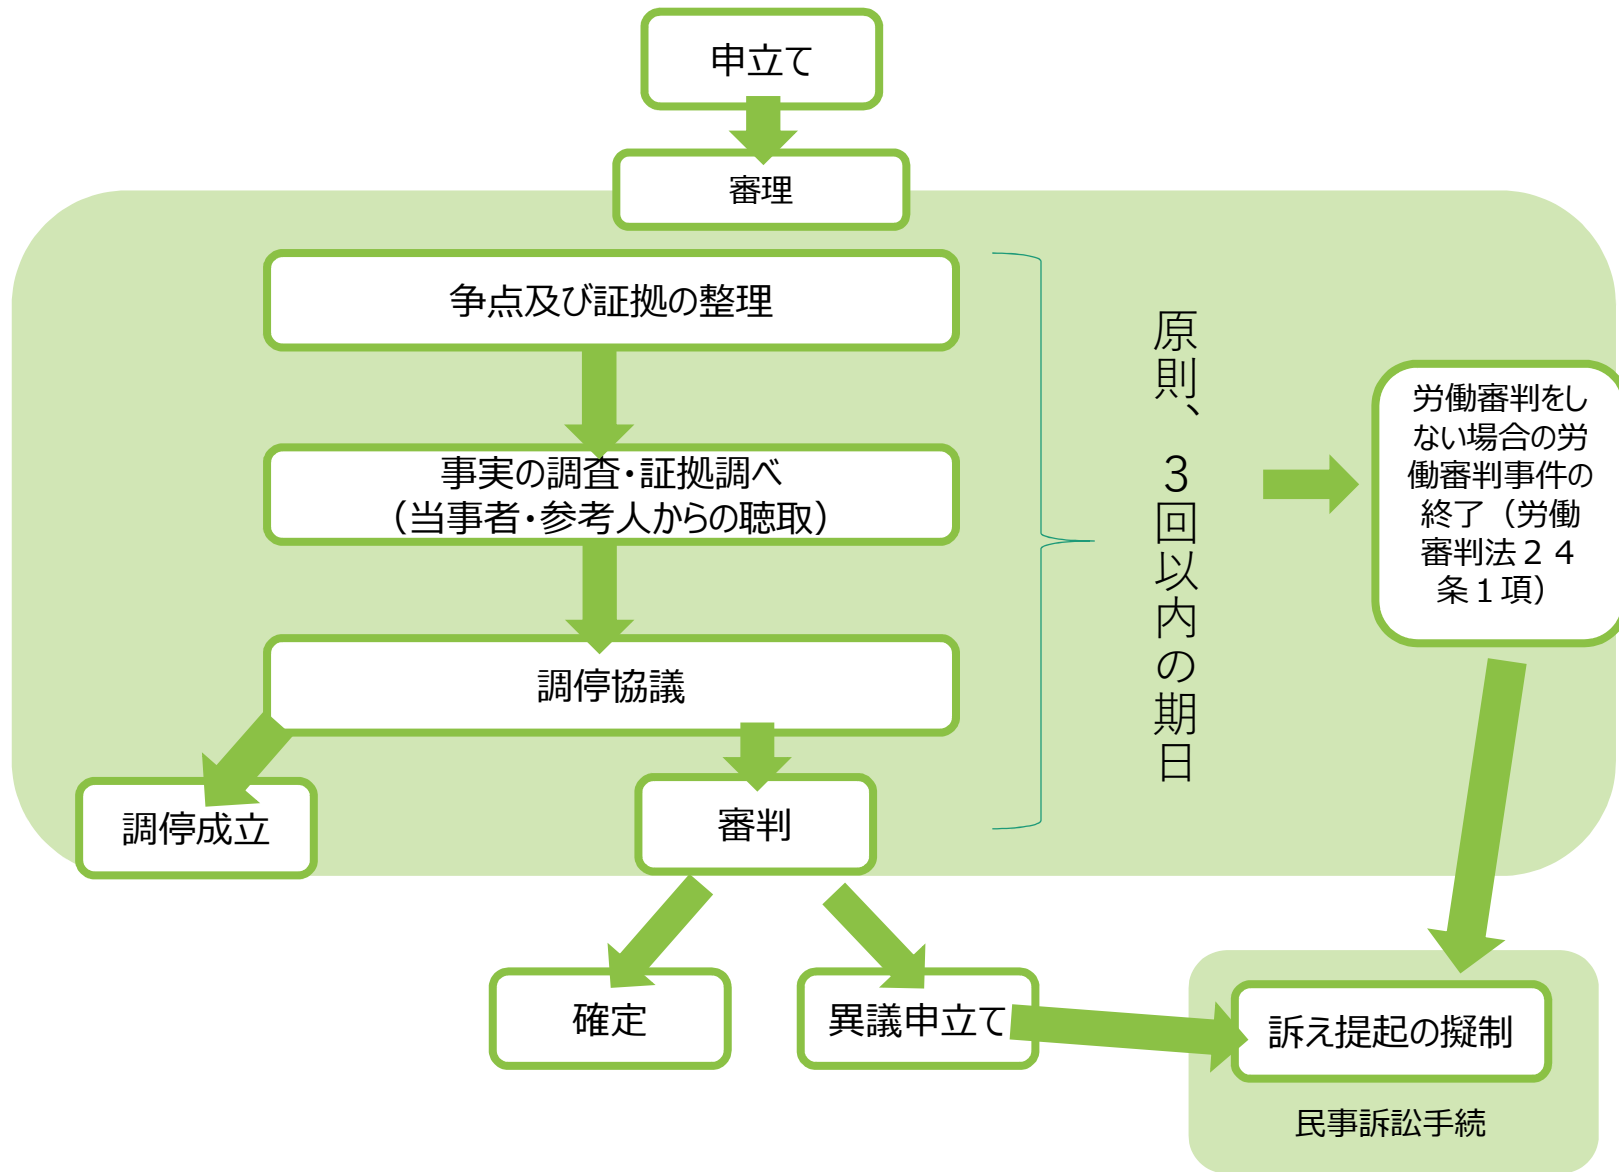 申立て
審理
争点及び証拠の整理
事実の調査・証拠調べ
（当事者・参考人からの聴取）
調停協議
調停成立
審判
原則、３回以内の期日
労働審判をし
ない場合の労
働審判事件の
終了（労働
審判法２４
条１項）
確定
異議申立て
訴え提起の擬制
民事訴訟手続